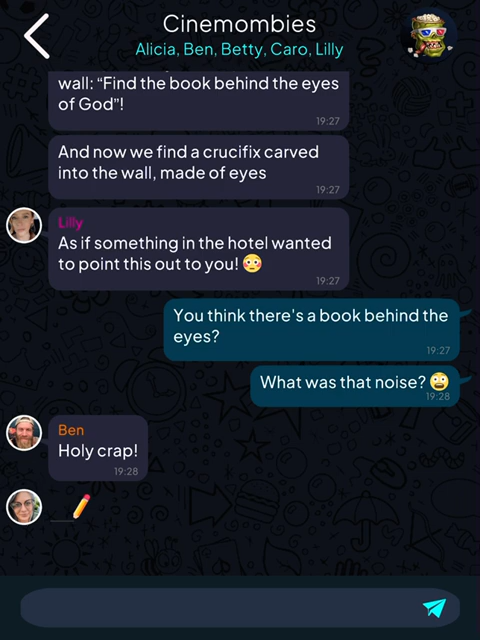 Cinemombies
Alicia, Ben, Betty, Caro, Lilly
wall: “Find the book behind the eyes
of God”!
19:27
And now we find a crucifix carved
into the wall, made of eyes
19:27
Lilly
As if something in the hotel wanted
to point this out to you! 😳
19:27
You think there's a book behind the
eyes?
19:27
What was that noise? 😨
19:28
Ben
Holy crap!
19:28